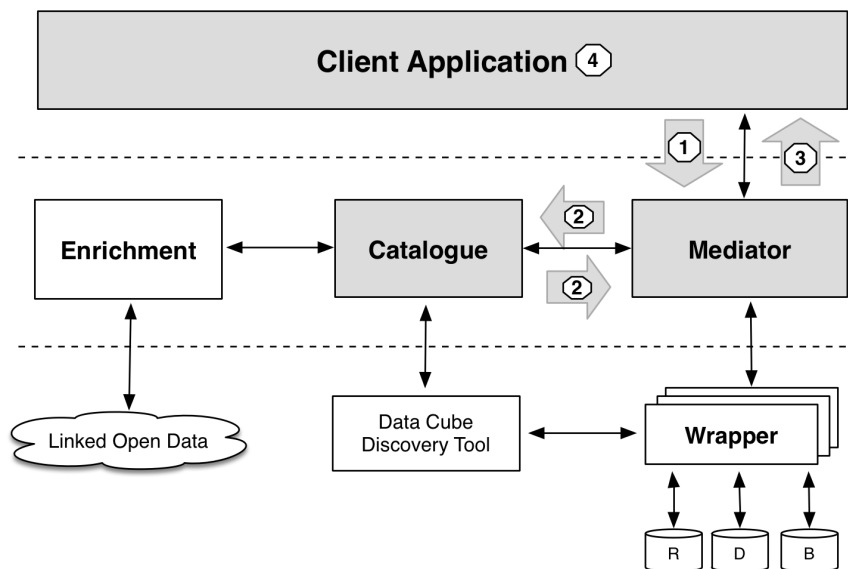 Client Application 4
1
3
Enrichment
Catalogue
2
2
Mediator
Linked Open Data
Data Cube
Discovery Tool
Wrapper
R
D
B